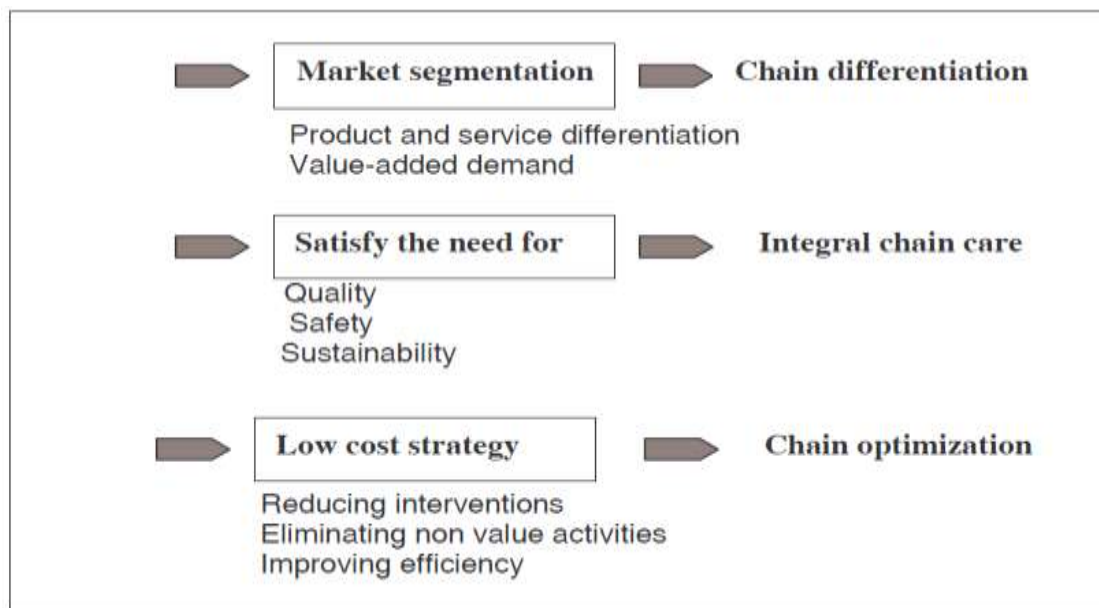 Market segmentation
Chain differentiation
Product and service differentiation
Value-added demand
Satisfy the need for
Integral chain care
Quality
Safety
Sustainability
Low cost strategy
Chain optimization
Reducing interventions
Eliminating non value activities
Improving efficiency